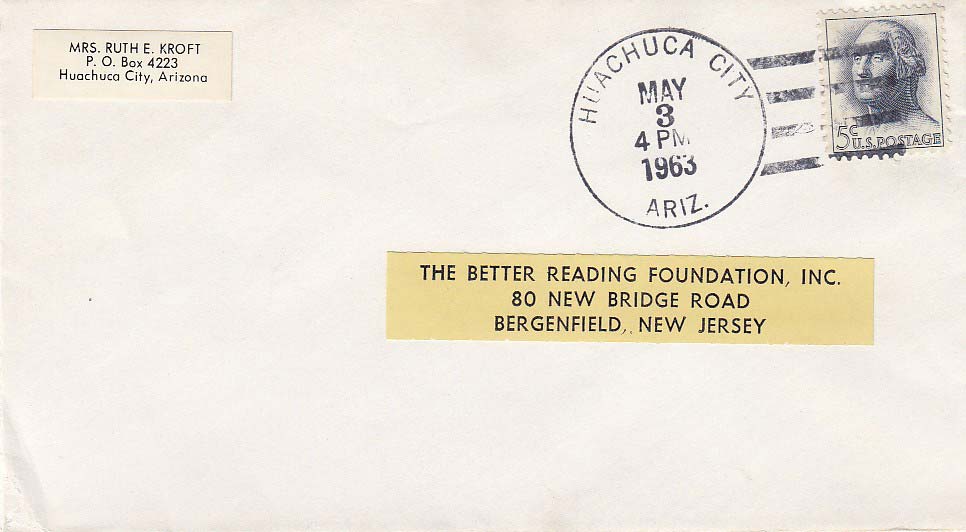 MRS. RUTH E. KROFT
P. O. Box 4223
Huachuca City, Arizona
HUACHUCA CITY
MAY
3
4 PM
1963
ARIZ.
5c
U.S. POSTAGE
THE BETTER READING FOUNDATION, INC.
80 NEW BRIDGE ROAD
BERGENFIELD, NEW JERSEY